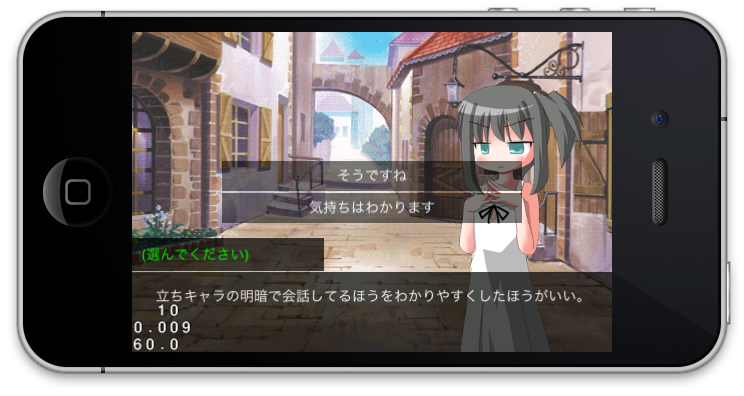 そうですね
気持ちはわかります
(選んでください)
立ちキャラの明暗で会話してるほうをわかりやすくしたほうがいい。
10
0.009
60.0